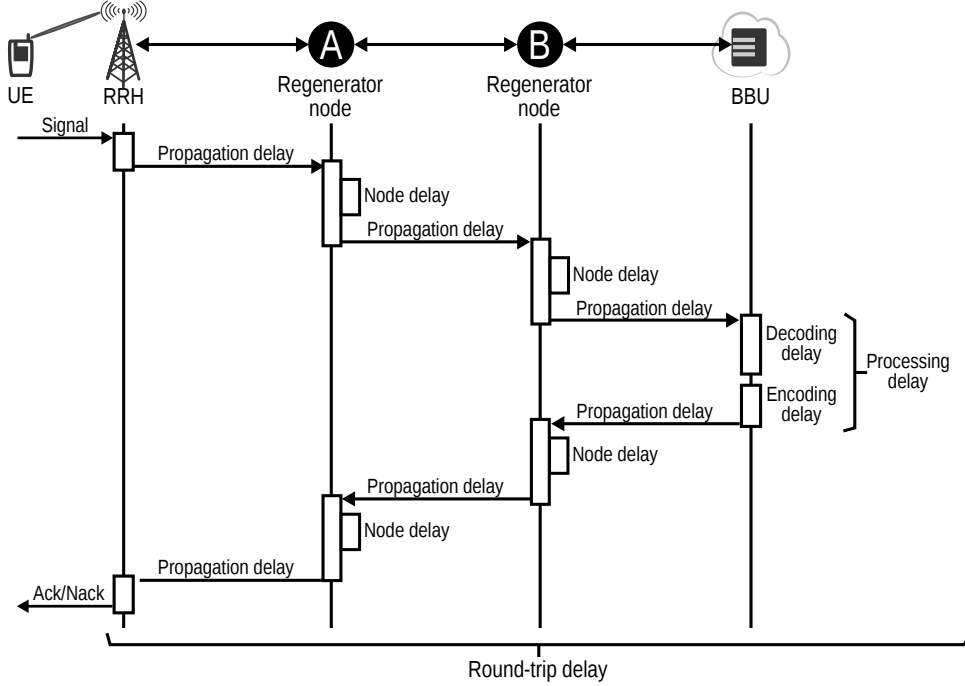 A
B
UE
RRH
Regenerator
node
Regenerator
node
BBU
Signal
Propagation delay
Node delay
Propagation delay
Node delay
Propagation delay
Decoding
delay
Processing
delay
Encoding
delay
Propagation delay
Node delay
Propagation delay
Node delay
Propagation delay
Ack/Nack
Round-trip delay